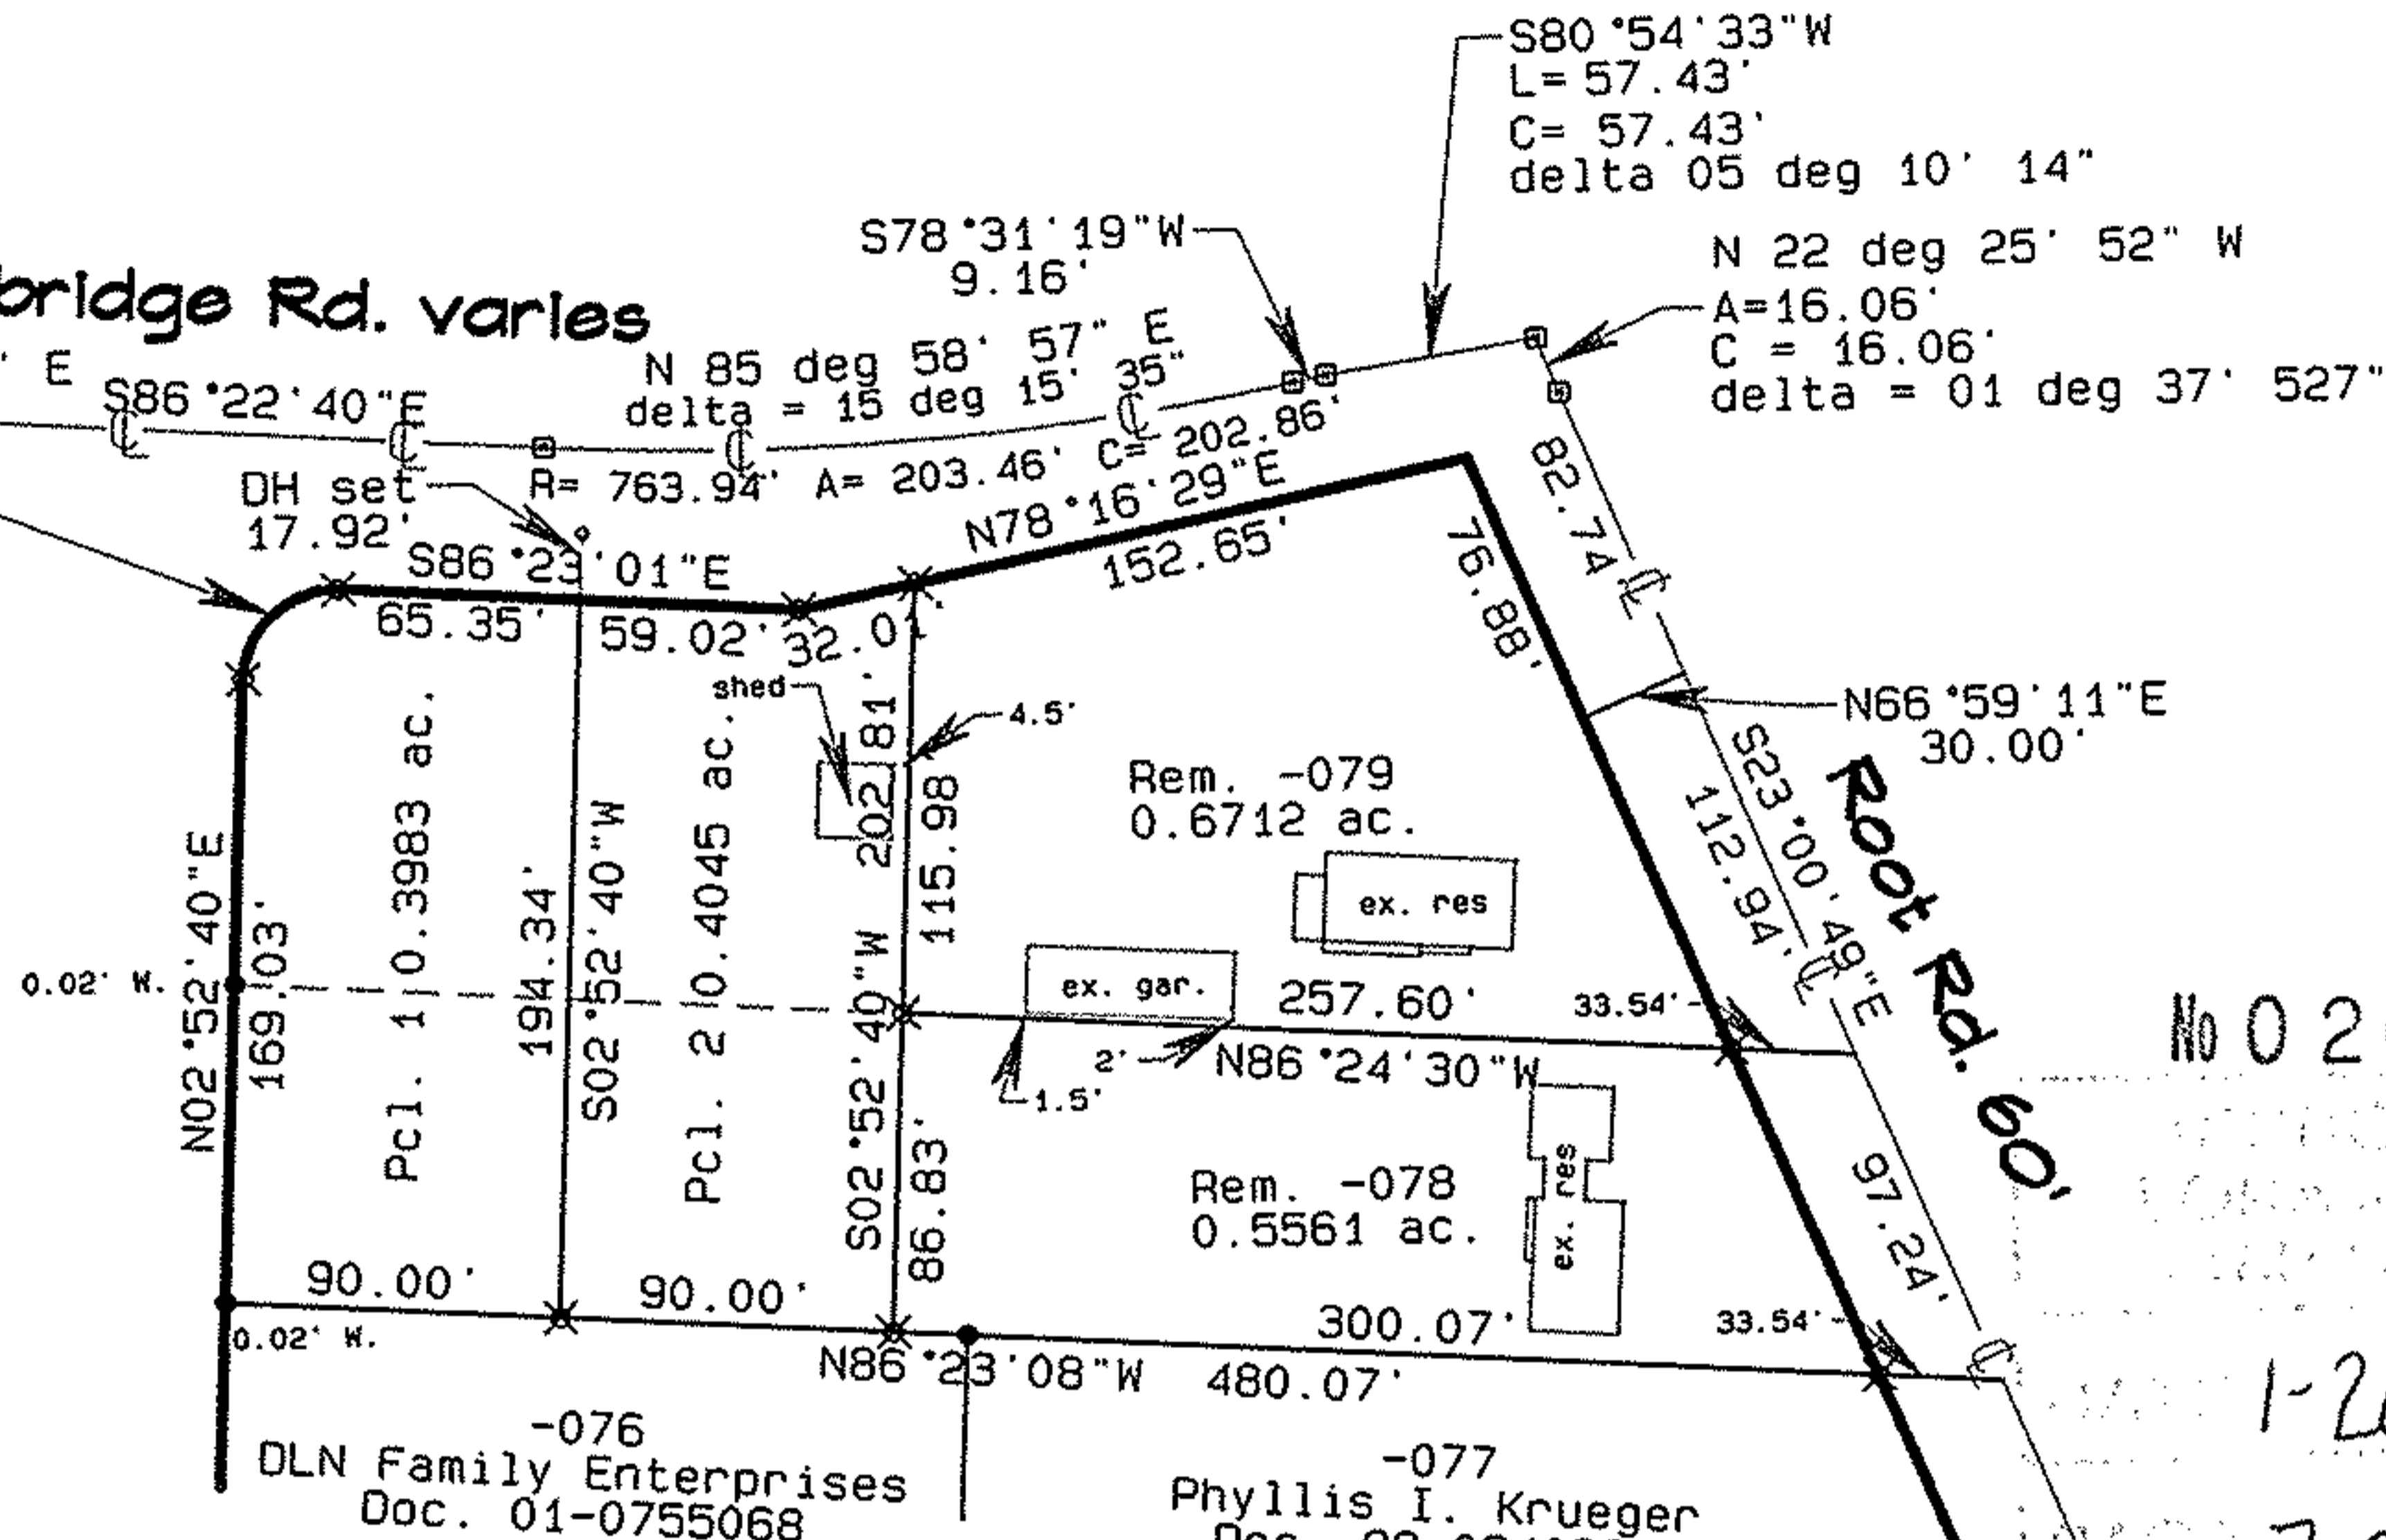 S80°54'33"W
L= 57.43'
C= 57.43'
delta 05 deg 10' 14"
S78°31'19"W
9.16'
N 22 deg 25' 52" W
A=16.06'
C = 16.06'
delta = 01 deg 37' 527"
Rd. varies
' E
S86°22'40"E
N 85 deg 58' 57" E
delta = 15 deg 15' 35"
R= 763.94' A= 203.46' C= 202.86'
DH set
17.92'
S86°23'01"E
65.35'
59.02'
32.01'
N78°16'29"E
152.65'
82.74
76.88'
N66°59'11"E
30.00'
S23°00'49"E
112.94'
Root Rd. 60'
shed
4.5'
202.81'
115.98
Rem. -079
0.6712 ac.
ex. res
ex. gar.
257.60'
33.54'
N86°24'30"W
2'
1.5'
N02°52'40"E
169.03'
0.02' W.
Pcl. 1 0.3983 ac.
194.34'
S02°52'40"W
Pcl. 2 0.4045 ac.
S02°52'40"W
86.83'
Rem. -078
0.5561 ac.
ex. res
97.24'
90.00'
90.00'
0.02' W.
300.07'
33.54'
N86°23'08"W 480.07'
-076
DLN Family Enterprises
Doc. 01-0755068
-077
Phyllis I. Krueger
No 0 2
1-2